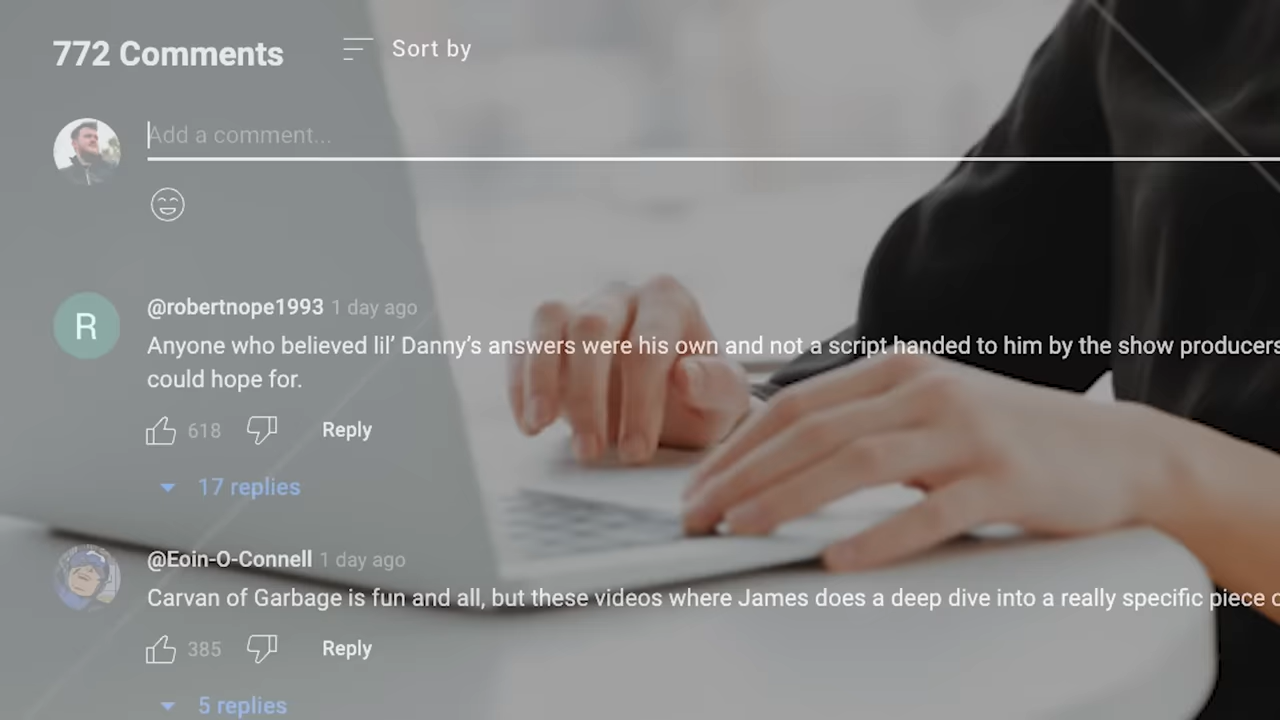 772 Comments
Sort by
Add a comment...
R
@robertnope1993 1 day ago
Anyone who believed lil’ Danny’s answers were his own and not a script handed to him by the show producers
could hope for.
618
Reply
17 replies
@Eoin-O-Connell 1 day ago
Carvan of Garbage is fun and all, but these videos where James does a deep dive into a really specific piece
385
Reply
5 replies